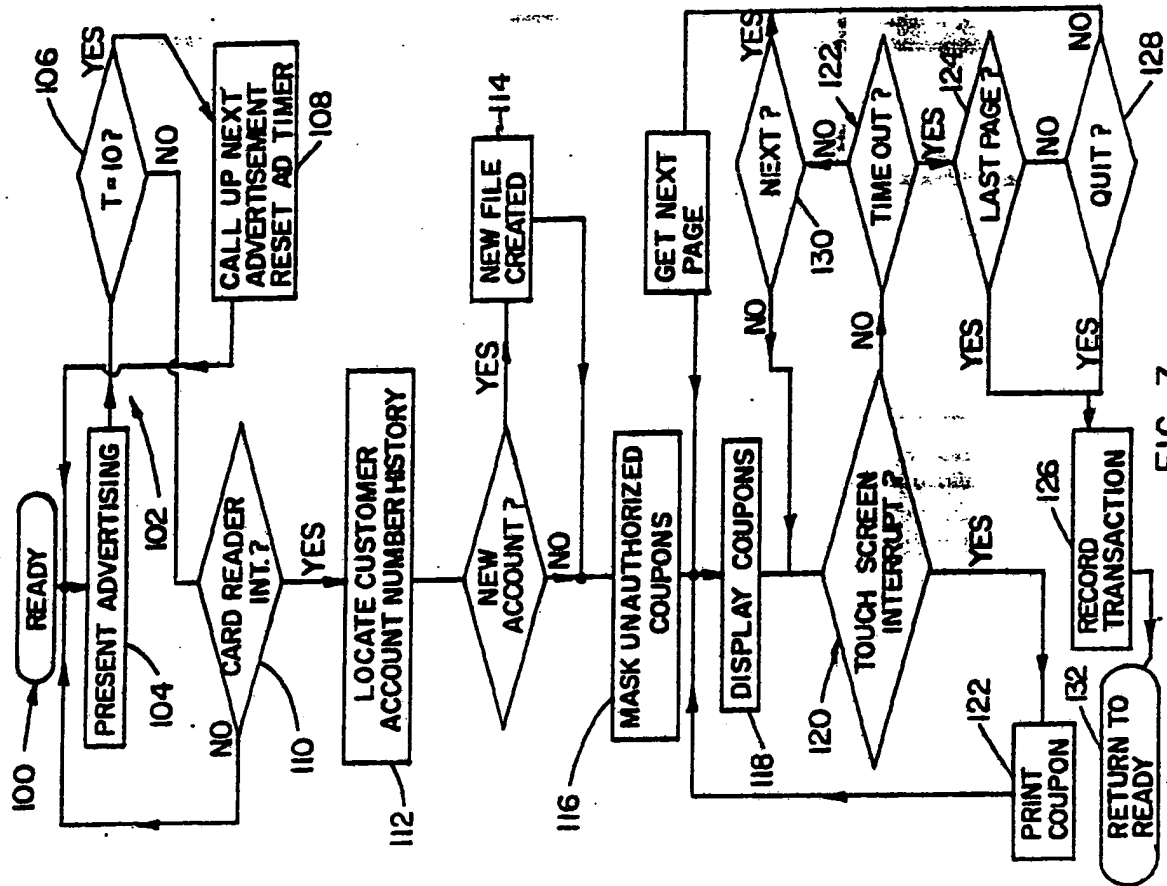 100
READY
PRESENT ADVERTISING
104
102
T=10?
106
YES
NO
CALL UP NEXT
ADVERTISEMENT
RESET AD TIMER
108
CARD READER
INT.?
110
NO
YES
LOCATE CUSTOMER
ACCOUNT NUMBER HISTORY
112
NEW
ACCOUNT?
YES
NO
NEW FILE
CREATED
114
MASK UNAUTHORIZED
COUPONS
116
GET NEXT
PAGE
DISPLAY COUPONS
118
NEXT?
YES
NO
130
TOUCH SCREEN
INTERRUPT?
120
NO
YES
TIME OUT?
122
NO
YES
LAST PAGE?
124
YES
NO
QUIT?
128
YES
NO
PRINT
COUPON
122
RECORD
TRANSACTION
126
RETURN TO
READY
132